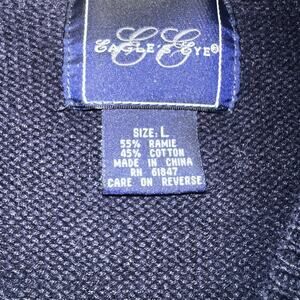 EAGLE'S EYE®
SIZE: L
55% RAMIE
45% COTTON
MADE IN CHINA
RN 61847
CARE ON REVERSE